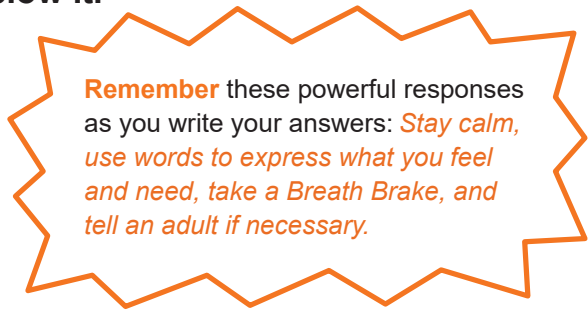 Remember these powerful responses
as you write your answers: Stay calm,
use words to express what you feel
and need, take a Breath Brake, and
tell an adult if necessary.